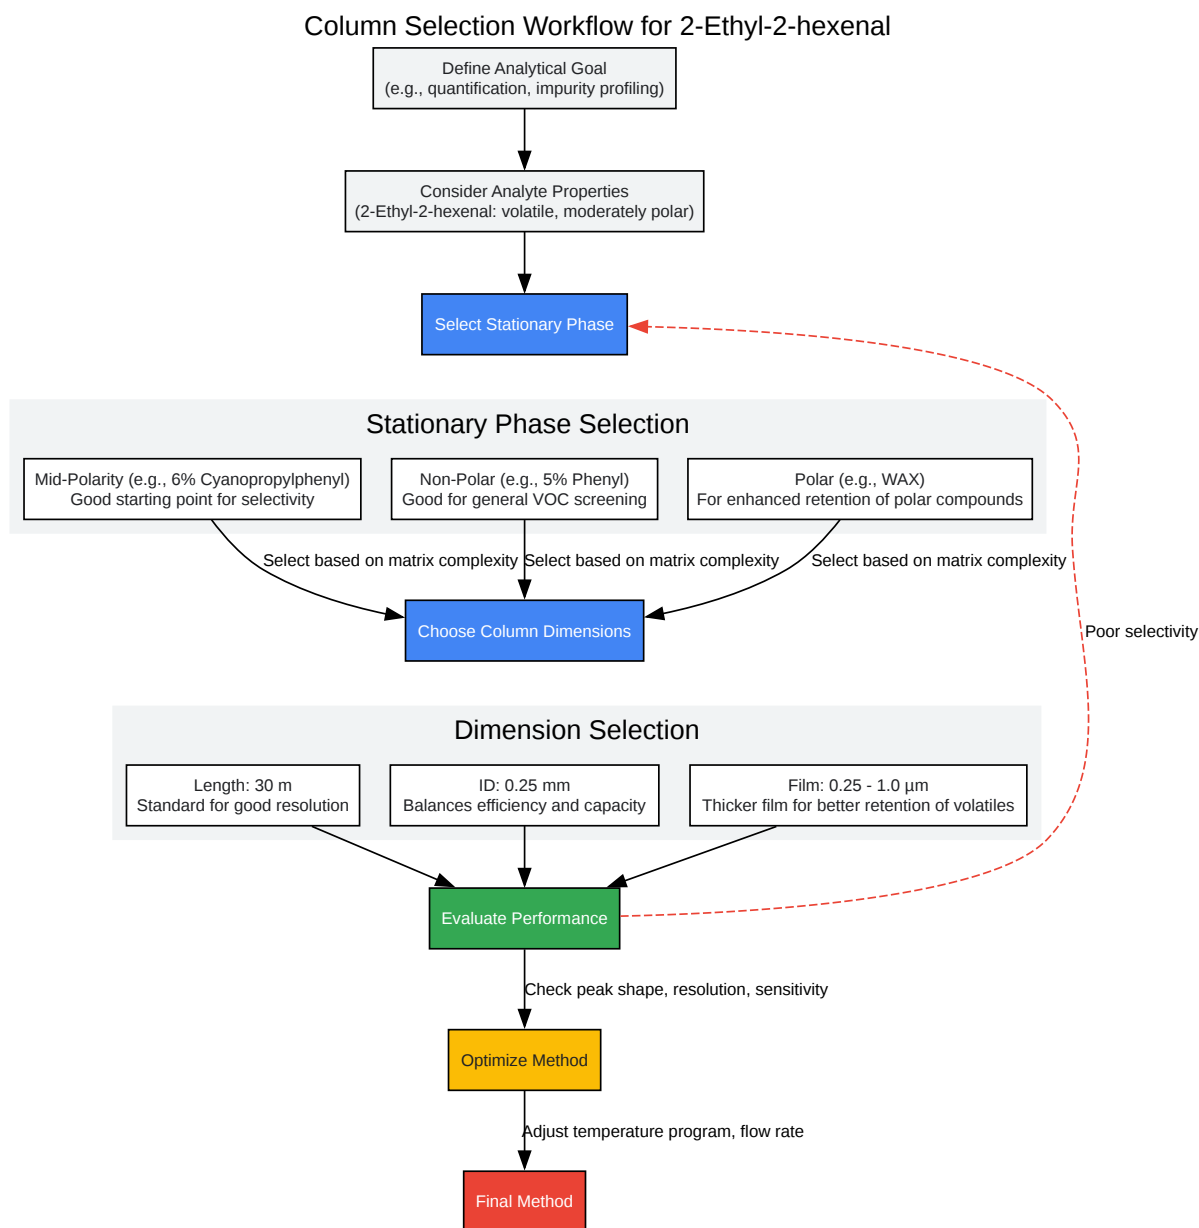 Column Selection Workflow for 2-Ethyl-2-hexenal
Define Analytical Goal
(e.g., quantification, impurity profiling)
Consider Analyte Properties
(2-Ethyl-2-hexenal: volatile, moderately polar)
Select Stationary Phase
Stationary Phase Selection
Mid-Polarity (e.g., 6% Cyanopropylphenyl)
Good starting point for selectivity
Non-Polar (e.g., 5% Phenyl)
Good for general VOC screening
Polar (e.g., WAX)
For enhanced retention of polar compounds
Select based on matrix complexity
Select based on matrix complexity
Select based on matrix complexity
Choose Column Dimensions
Poor selectivity
Dimension Selection
Length: 30 m
Standard for good resolution
ID: 0.25 mm
Balances efficiency and capacity
Film: 0.25 - 1.0 µm
Thicker film for better retention of volatiles
Evaluate Performance
Check peak shape, resolution, sensitivity
Optimize Method
Adjust temperature program, flow rate
Final Method